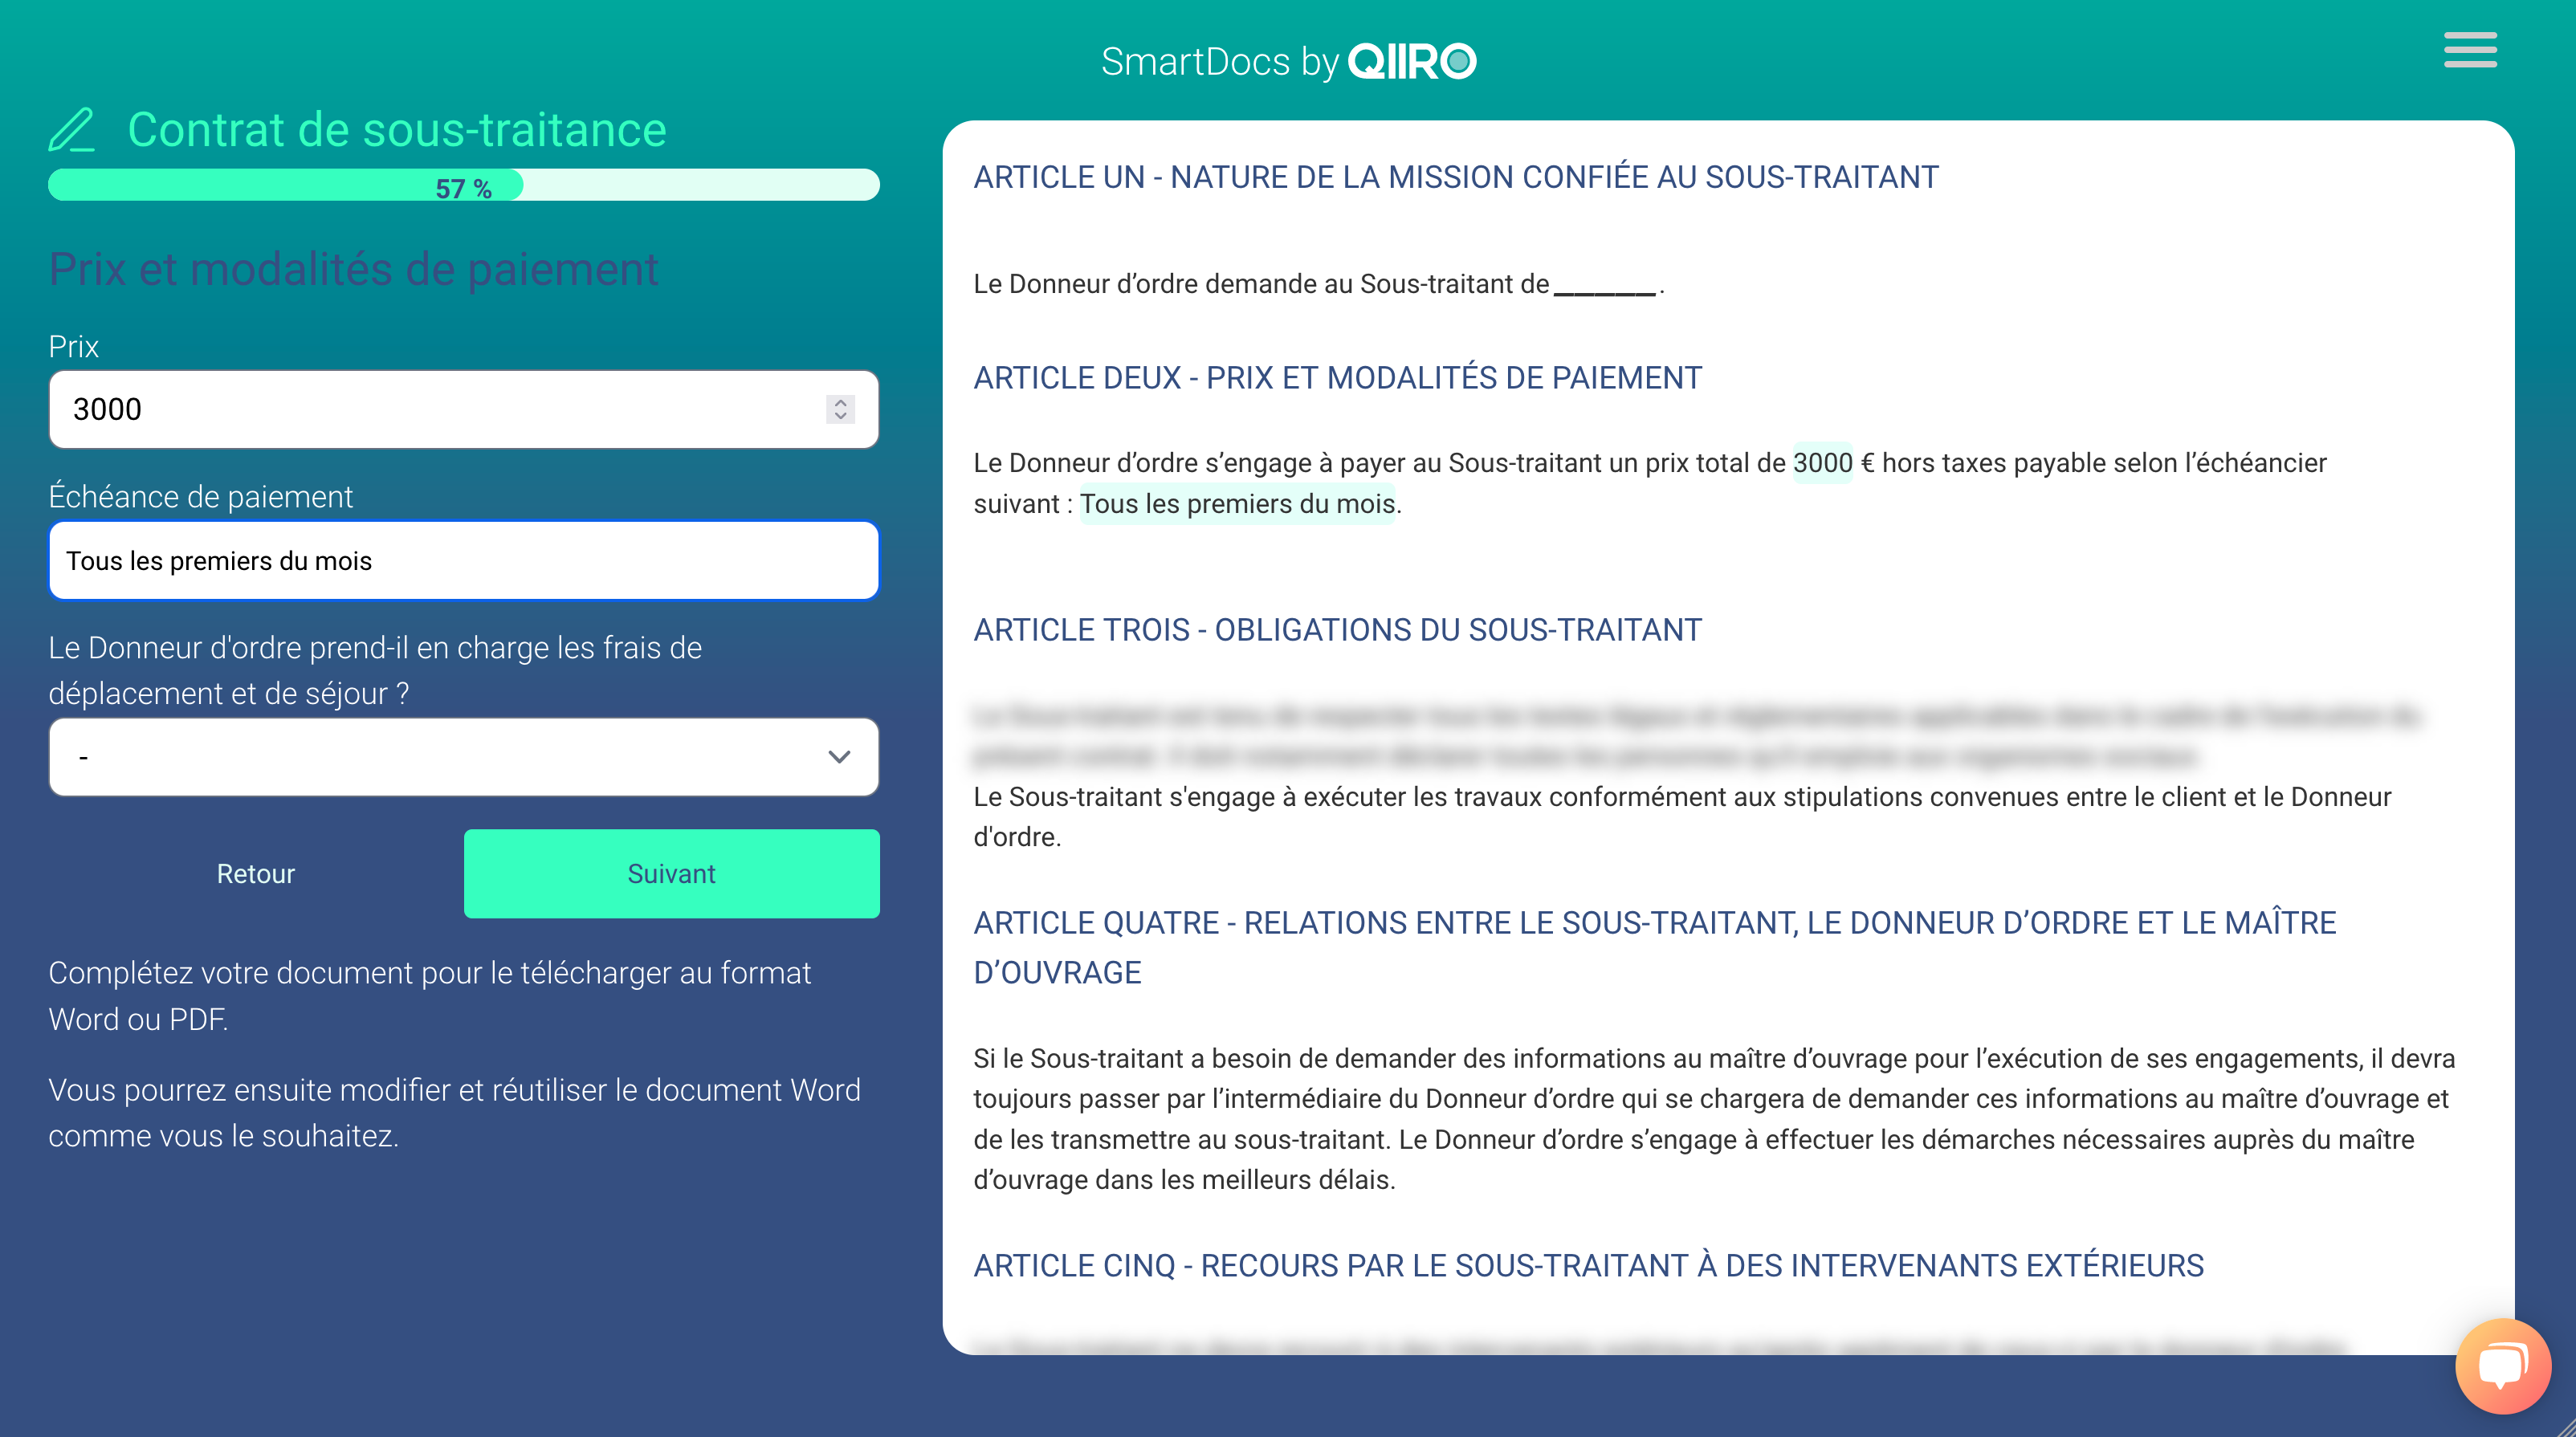 SmartDocs by QIIRO
Contrat de sous-traitance
57 %
Prix et modalités de paiement
Prix
3000
Échéance de paiement
Tous les premiers du mois
Le Donneur d'ordre prend-il en charge les frais de
déplacement et de séjour ?
-
Retour
Suivant
Complétez votre document pour le télécharger au format
Word ou PDF.
Vous pourrez ensuite modifier et réutiliser le document Word
comme vous le souhaitez.
ARTICLE UN - NATURE DE LA MISSION CONFIÉE AU SOUS-TRAITANT
Le Donneur d’ordre demande au Sous-traitant de _____ .
ARTICLE DEUX - PRIX ET MODALITÉS DE PAIEMENT
Le Donneur d’ordre s’engage à payer au Sous-traitant un prix total de 3000 € hors taxes payable selon l’échéancier
suivant : Tous les premiers du mois.
ARTICLE TROIS - OBLIGATIONS DU SOUS-TRAITANT
Le Sous-traitant s'engage à exécuter les travaux conformément aux stipulations convenues entre le client et le Donneur
d'ordre.
ARTICLE QUATRE - RELATIONS ENTRE LE SOUS-TRAITANT, LE DONNEUR D’ORDRE ET LE MAÎTRE
D’OUVRAGE
Si le Sous-traitant a besoin de demander des informations au maître d’ouvrage pour l’exécution de ses engagements, il devra
toujours passer par l’intermédiaire du Donneur d’ordre qui se chargera de demander ces informations au maître d’ouvrage et
de les transmettre au sous-traitant. Le Donneur d’ordre s’engage à effectuer les démarches nécessaires auprès du maître
d’ouvrage dans les meilleurs délais.
ARTICLE CINQ - RECOURS PAR LE SOUS-TRAITANT À DES INTERVENANTS EXTÉRIEURS